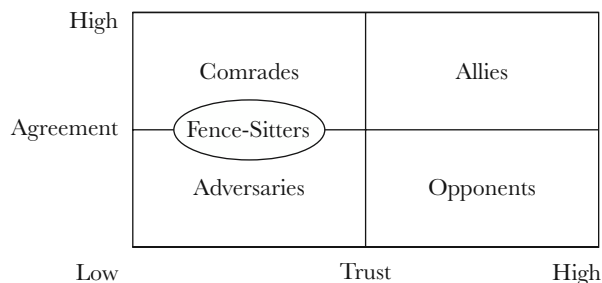 High
Comrades Allies
Agreement Fence-Sitters
Adversaries Opponents
Low Trust High